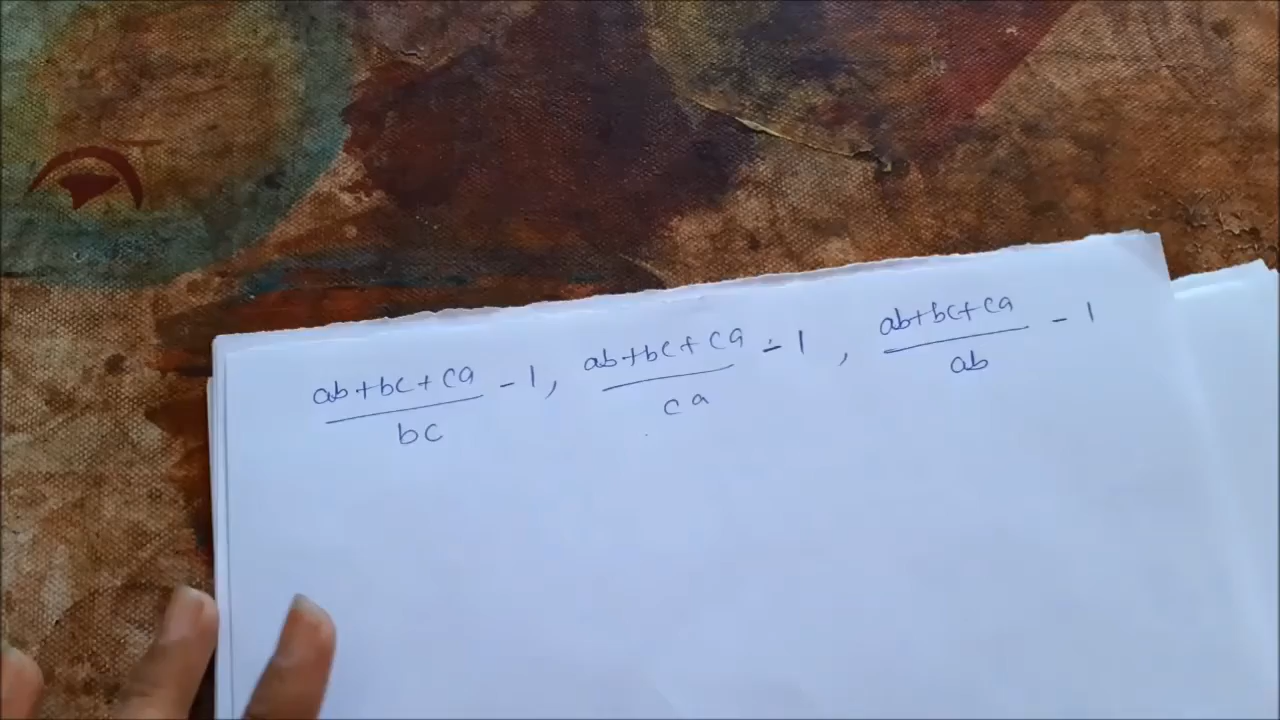 (ab+bc+ca)/bc - 1, (ab+bc+ca)/ca - 1, (ab+bc+ca)/ab - 1